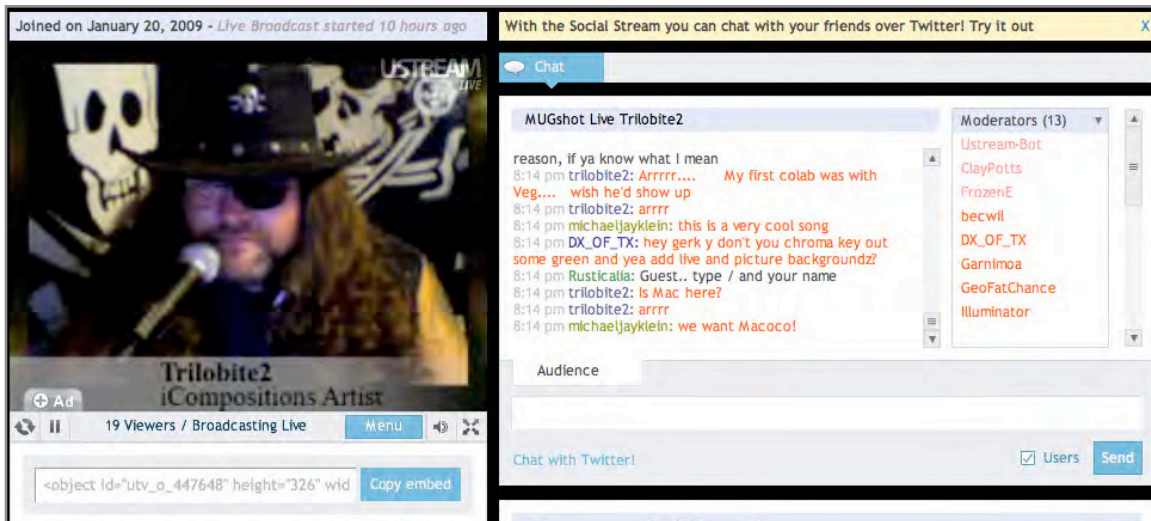 Joined on January 20, 2009 - Live Broadcast started 10 hours ago
USTREAM
LIVE
Trilobite2
iCompositions Artist
Ad
19 Viewers / Broadcasting Live
Menu
<object id="utv_o_447648" height="326" wid
Copy embed
With the Social Stream you can chat with your friends over Twitter! Try it out
X
Chat
MUGshot Live Trilobite2
reason, if ya know what I mean
8:14 pm trilobite2: Arrrrr.... My first colab was with
Veg.... wish he'd show up
8:14 pm trilobite2: arrrr
8:14 pm michaeljayklein: this is a very cool song
8:14 pm DX_OF_TX: hey gerk y don't you chroma key out
some green and yea add live and picture backgroundz?
8:14 pm Rusticalia: Guest.. type / and your name
8:14 pm trilobite2: Is Mac here?
8:14 pm trilobite2: arrrr
8:14 pm michaeljayklein: we want Macoco!
Moderators (13)
Ustream-Bot
ClayPotts
FrozenE
becwil
DX_OF_TX
Garnimoa
GeoFatChance
Illuminator
Audience
Chat with Twitter!
Users
Send